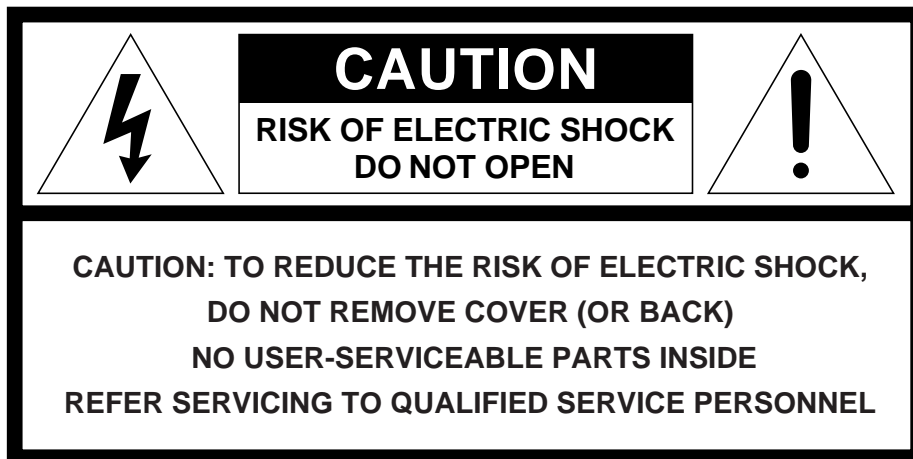 CAUTION
RISK OF ELECTRIC SHOCK
DO NOT OPEN
CAUTION: TO REDUCE THE RISK OF ELECTRIC SHOCK,
DO NOT REMOVE COVER (OR BACK)
NO USER-SERVICEABLE PARTS INSIDE
REFER SERVICING TO QUALIFIED SERVICE PERSONNEL